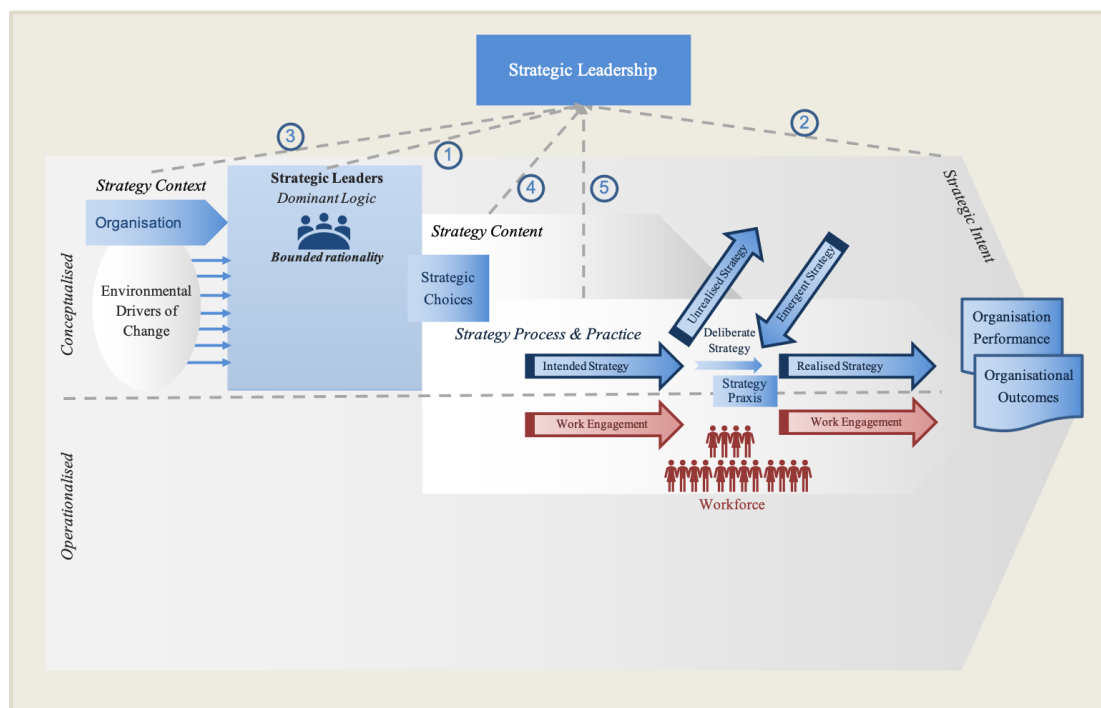 Strategic Leadership
3
1
2
4
5
Strategy Context
Organisation
Environmental
Drivers of
Change
Strategic Leaders
Dominant Logic
Bounded rationality
Strategy Content
Strategic
Choices
Strategy Process & Practice
Unrealised Strategy
Emergent Strategy
Deliberate
Strategy
Intended Strategy
Realised Strategy
Strategy
Praxis
Work Engagement
Work Engagement
Workforce
Strategic Intent
Organisation
Performance
Organisational
Outcomes
Conceptualised
Operationalised